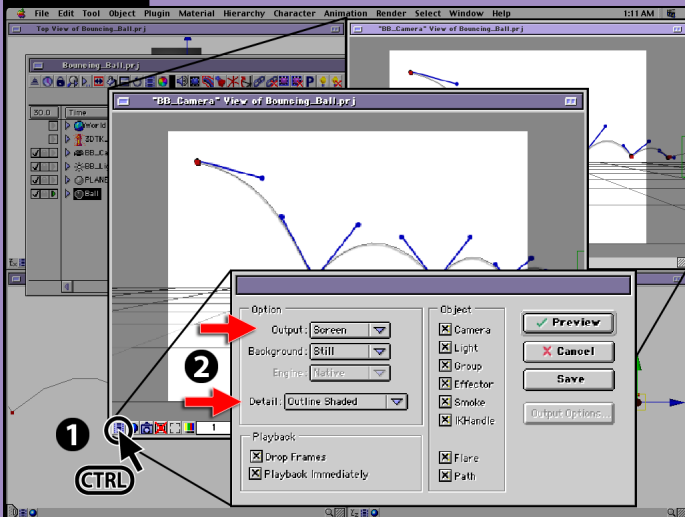 File Edit Tool Object Plugin Material Hierarchy Character Animation Render Select Window Help 1:11 AM
Top View of Bouncing_Ball.prj
"BB_Camera" View of Bouncing_Ball.prj
Bouncing_Ball.prj
"BB_Camera" View of Bouncing_Ball.prj
30.0 Time
World
3DTK_
BB_Ca
BB_Li
PLANE
Ball
Option
Output: Screen
Background: Still
Engine: Native
Detail: Outline Shaded
Playback
Drop Frames
Playback Immediately
Object
Camera
Light
Group
Effector
Smoke
IKHandle
Flare
Path
Preview
Cancel
Save
Output Options...
2
1
1
CTRL